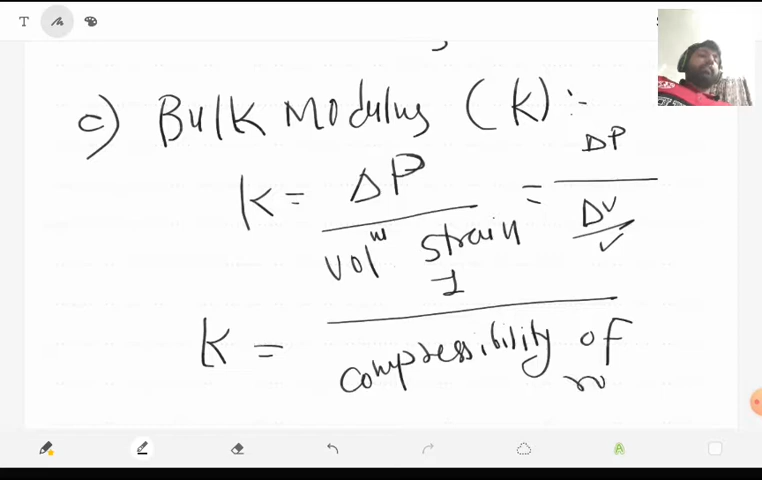 c) Bulk Modulus (K) :-
K = ΔP / volᵐ strain = ΔP / ΔV/V
K = 1 / compressibility of